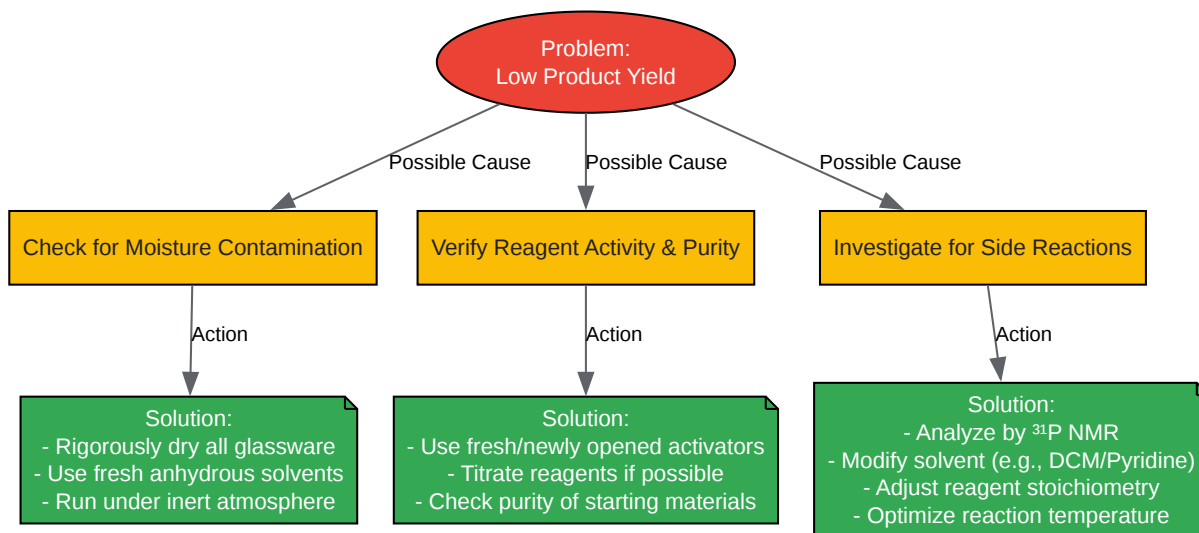 Problem:
Low Product Yield
Possible Cause
Possible Cause
Possible Cause
Check for Moisture Contamination
Verify Reagent Activity & Purity
Investigate for Side Reactions
Action
Action
Action
Solution:
- Rigorously dry all glassware
- Use fresh anhydrous solvents
- Run under inert atmosphere
Solution:
- Use fresh/newly opened activators
- Titrate reagents if possible
- Check purity of starting materials
Solution:
- Analyze by ³¹P NMR
- Modify solvent (e.g., DCM/Pyridine)
- Adjust reagent stoichiometry
- Optimize reaction temperature